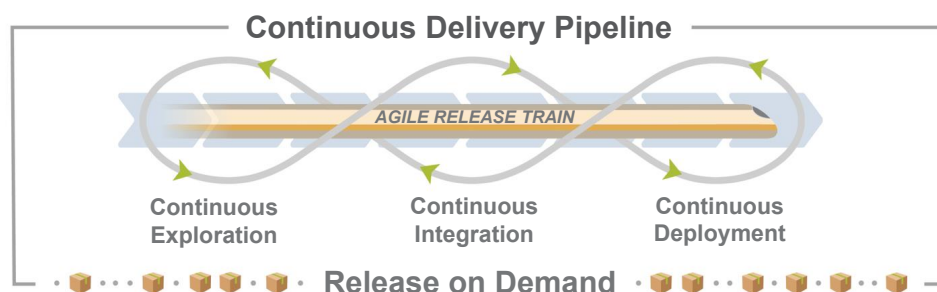 Continuous Delivery Pipeline
AGILE RELEASE TRAIN
Continuous
Exploration
Continuous
Integration
Continuous
Deployment
Release on Demand